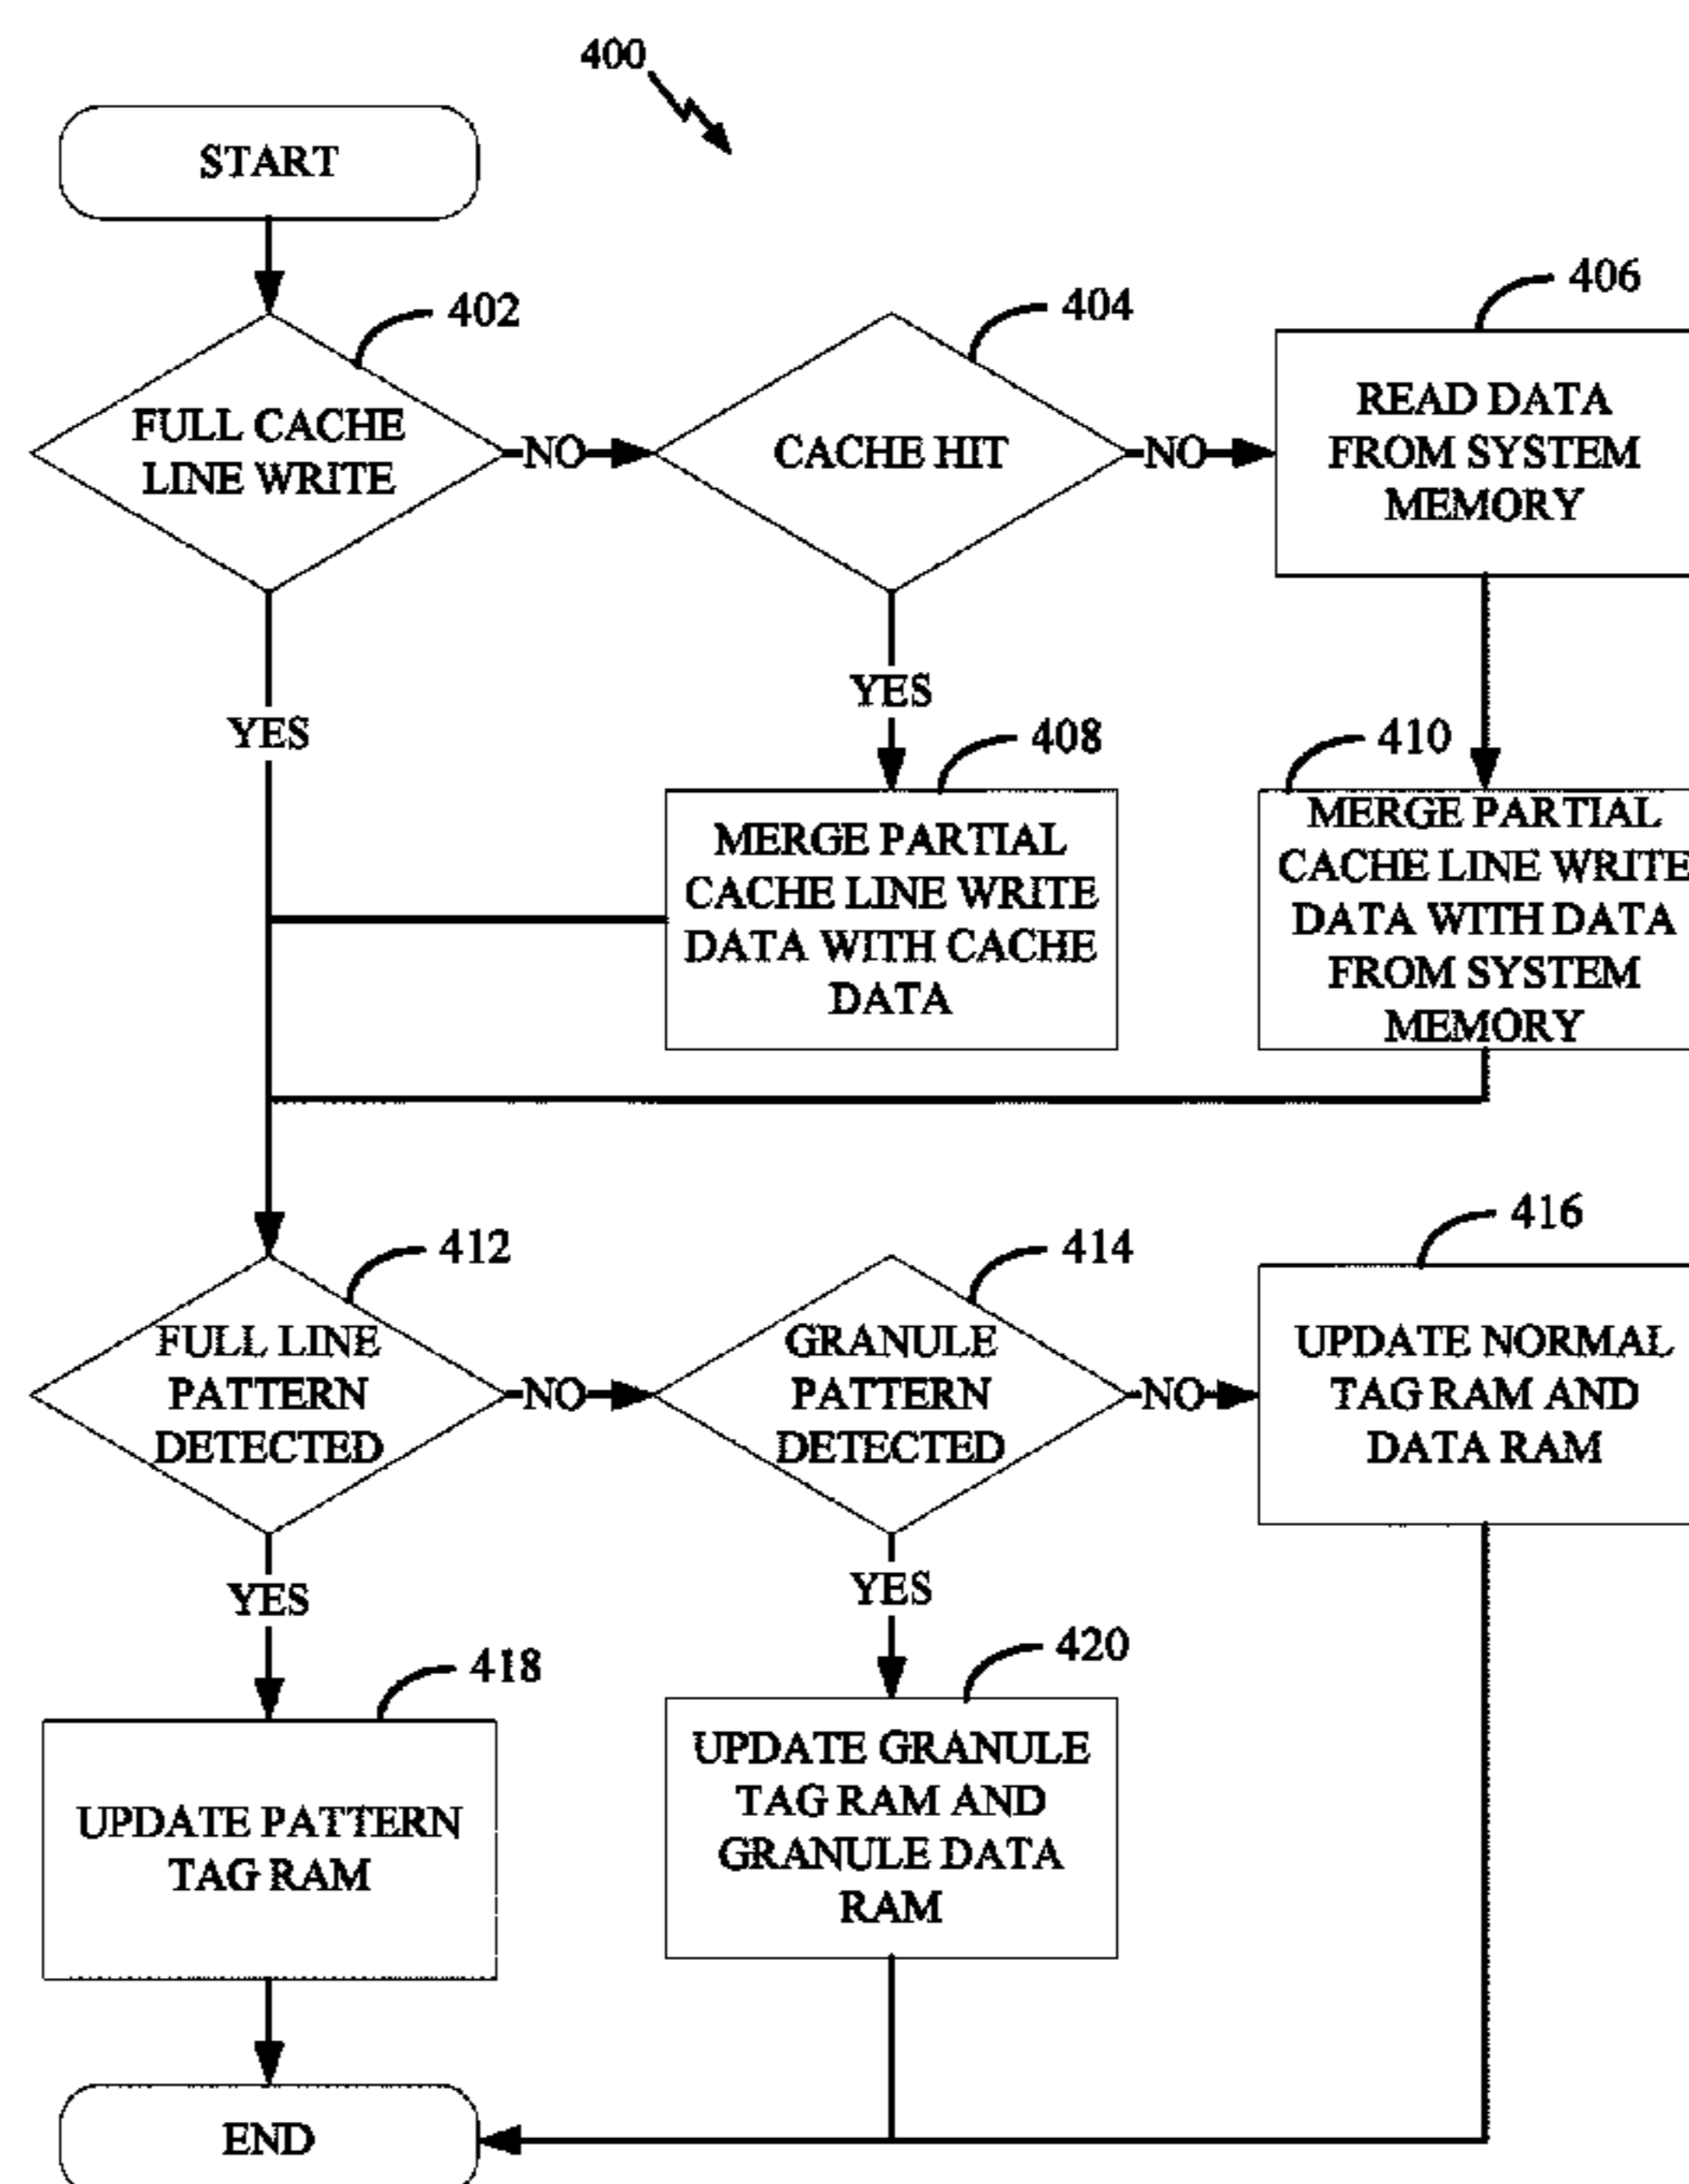 400
START
402
404
406
FULL CACHE
LINE WRITE
NO
CACHE HIT
NO
READ DATA
FROM SYSTEM
MEMORY
YES
YES
408
410
MERGE PARTIAL
CACHE LINE WRITE
DATA WITH CACHE
DATA
MERGE PARTIAL
CACHE LINE WRITE
DATA WITH DATA
FROM SYSTEM
MEMORY
412
414
416
FULL LINE
PATTERN
DETECTED
NO
GRANULE
PATTERN
DETECTED
NO
UPDATE NORMAL
TAG RAM AND
DATA RAM
YES
YES
418
420
UPDATE PATTERN
TAG RAM
UPDATE GRANULE
TAG RAM AND
GRANULE DATA
RAM
END